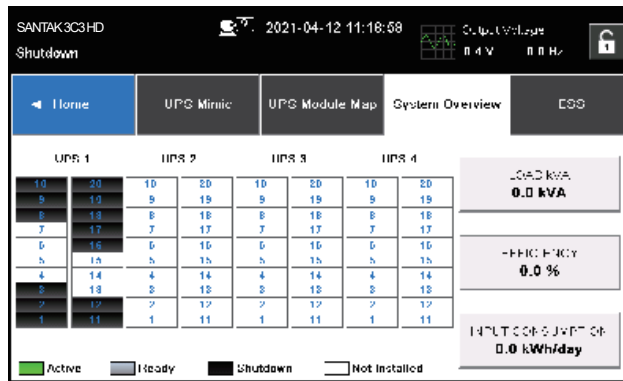 SANTAK 3C3 HD
2021-04-12 11:18:58
Output Voltage
0.4 V 0.0 Hz
1
Shutdown
Home
UPS Mimic
UPS Module Map
System Overview
ESS
UPS 1 UPS 2 UPS 3 UPS 4
10 20 10 20 10 20 10 20
9 19 9 19 9 19 9 19
8 18 8 18 8 18 8 18
7 17 7 17 7 17 7 17
6 16 6 16 6 16 6 16
5 15 5 15 5 15 5 15
4 14 4 14 4 14 4 14
3 13 3 13 3 13 3 13
2 12 2 12 2 12 2 12
1 11 1 11 1 11 1 11
LOAD kVA
0.0 kVA
EFFICIENCY
0.0 %
INPUT CONSUMPTION
0.0 kWh/day
Active Ready Shutdown Not Installed